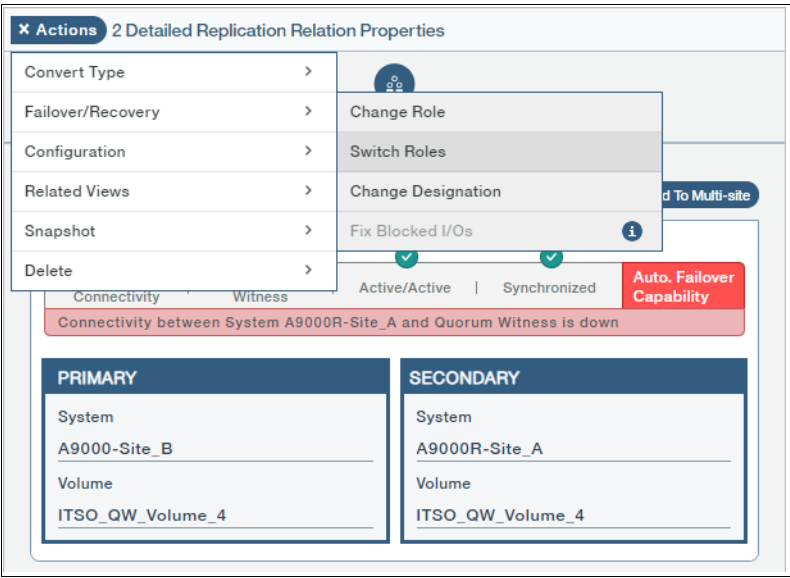 × Actions 2 Detailed Replication Relation Properties
Convert Type >
Failover/Recovery >
Configuration >
Related Views >
Snapshot >
Delete >
Change Role
Switch Roles
Change Designation
Fix Blocked I/Os i
d To Multi-site
Connectivity Witness Active/Active | Synchronized Auto. Failover
Capability
Connectivity between System A9000R-Site_A and Quorum Witness is down
PRIMARY
System
A9000-Site_B
Volume
ITSO_QW_Volume_4
SECONDARY
System
A9000R-Site_A
Volume
ITSO_QW_Volume_4